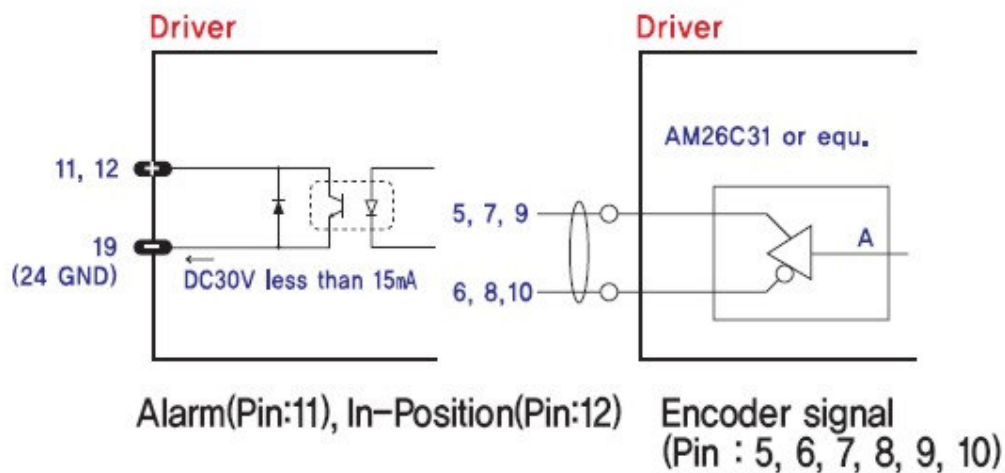 Driver
11, 12
19
(24 GND)
DC30V less than 15mA
Alarm(Pin:11), In-Position(Pin:12)
Driver
AM26C31 or equ.
5, 7, 9
A
6, 8,10
Encoder signal
(Pin : 5, 6, 7, 8, 9, 10)